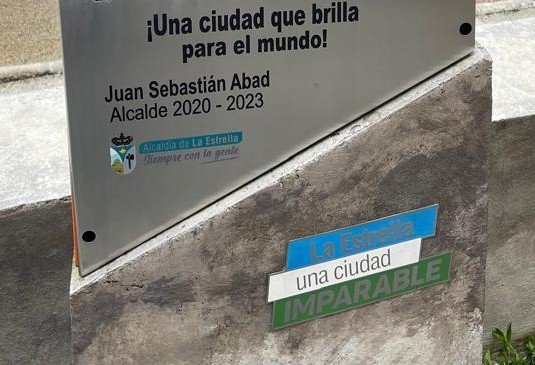 ¡Una ciudad que brilla
para el mundo!
Juan Sebastián Abad
Alcalde 2020 - 2023
Alcaldía de La Estrella
Siempre con la gente
La Estrella
una ciudad
IMPARABLE